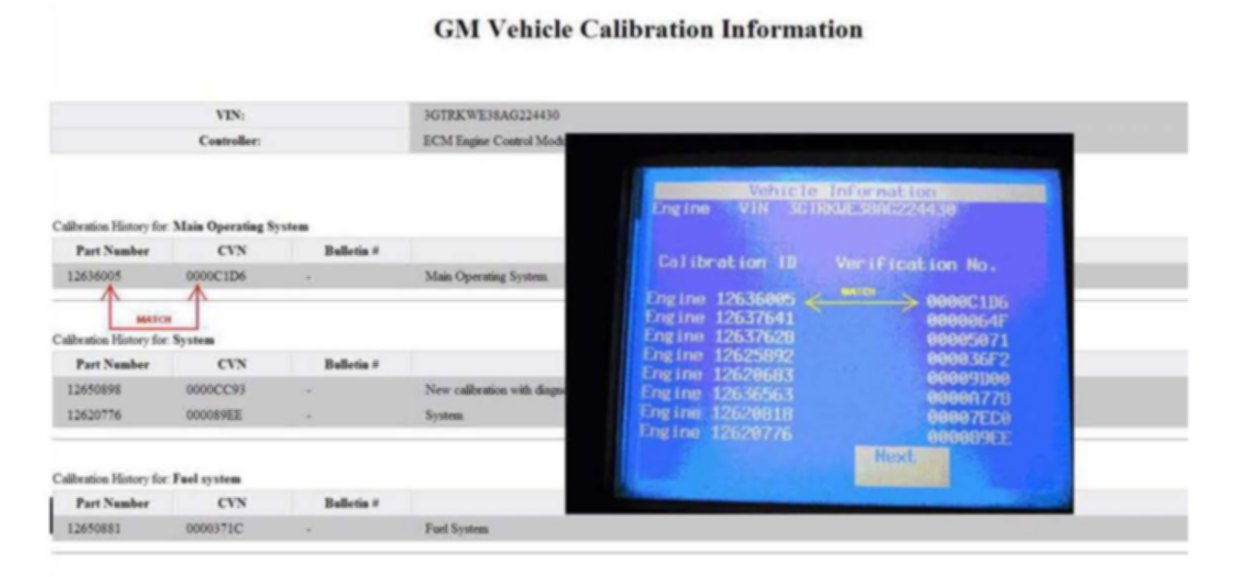 GM Vehicle Calibration Information
VIN: 3GTRKWE38AG224430
Controller: ECM Engine Control
Calibration History for: Main Operating System
Part Number CVN Bulletin #
12636005 0000C1D6 - Main Operating System.
MATCH
Calibration History for: System
Part Number CVN Bulletin #
12650898 0000CC93 - New calibration with
12620776 000089EE - System
Calibration History for: Fuel system
Part Number CVN Bulletin #
12650881 0000371C - Fuel System
Vehicle Information
Engine VIN 3GTRKWE38AG224430
Calibration ID Verification No.
Engine 12636005 MATCH 0000C1D6
Engine 12637641 0000064F
Engine 12637628 00005071
Engine 12625892 000036F2
Engine 12620683 00009D00
Engine 12636563 0000A778
Engine 12620818 00007EC0
Engine 12620776 000089EE
Next